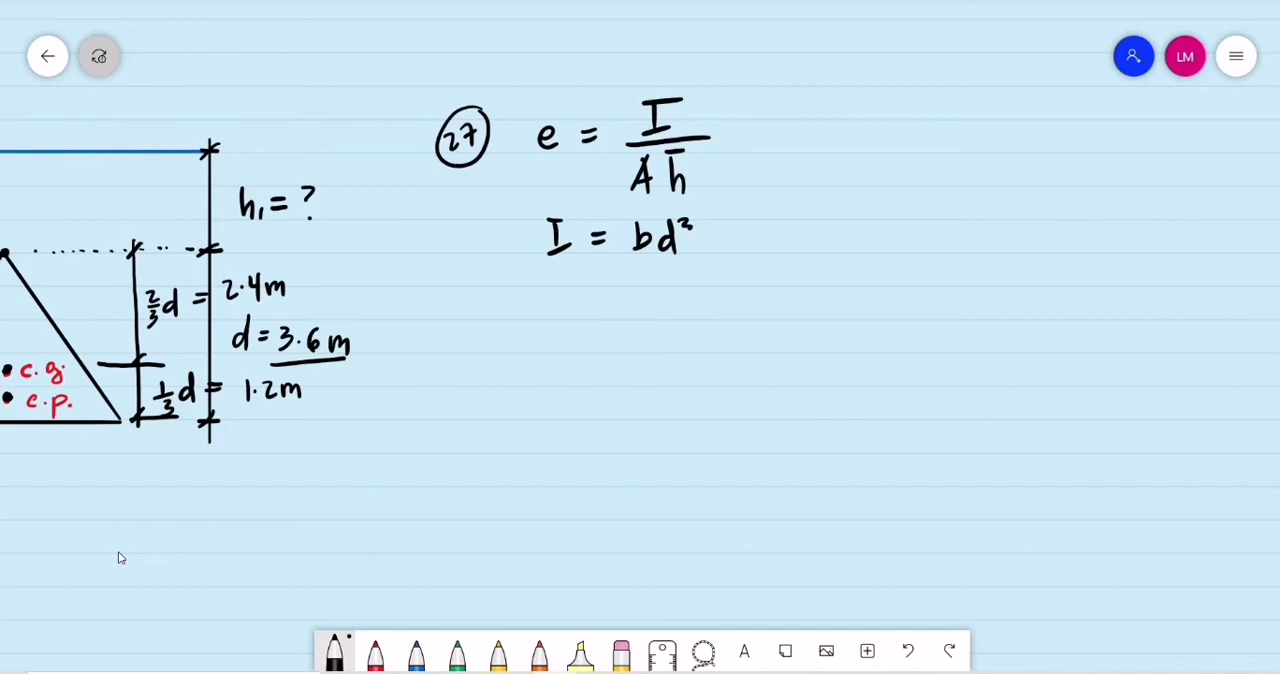 LM
27 e = I / A h̄
I = bd³
h₁ = ?
2/3 d = 2.4m
d = 3.6 m
1/3 d = 1.2m
c.g.
c.p.
A